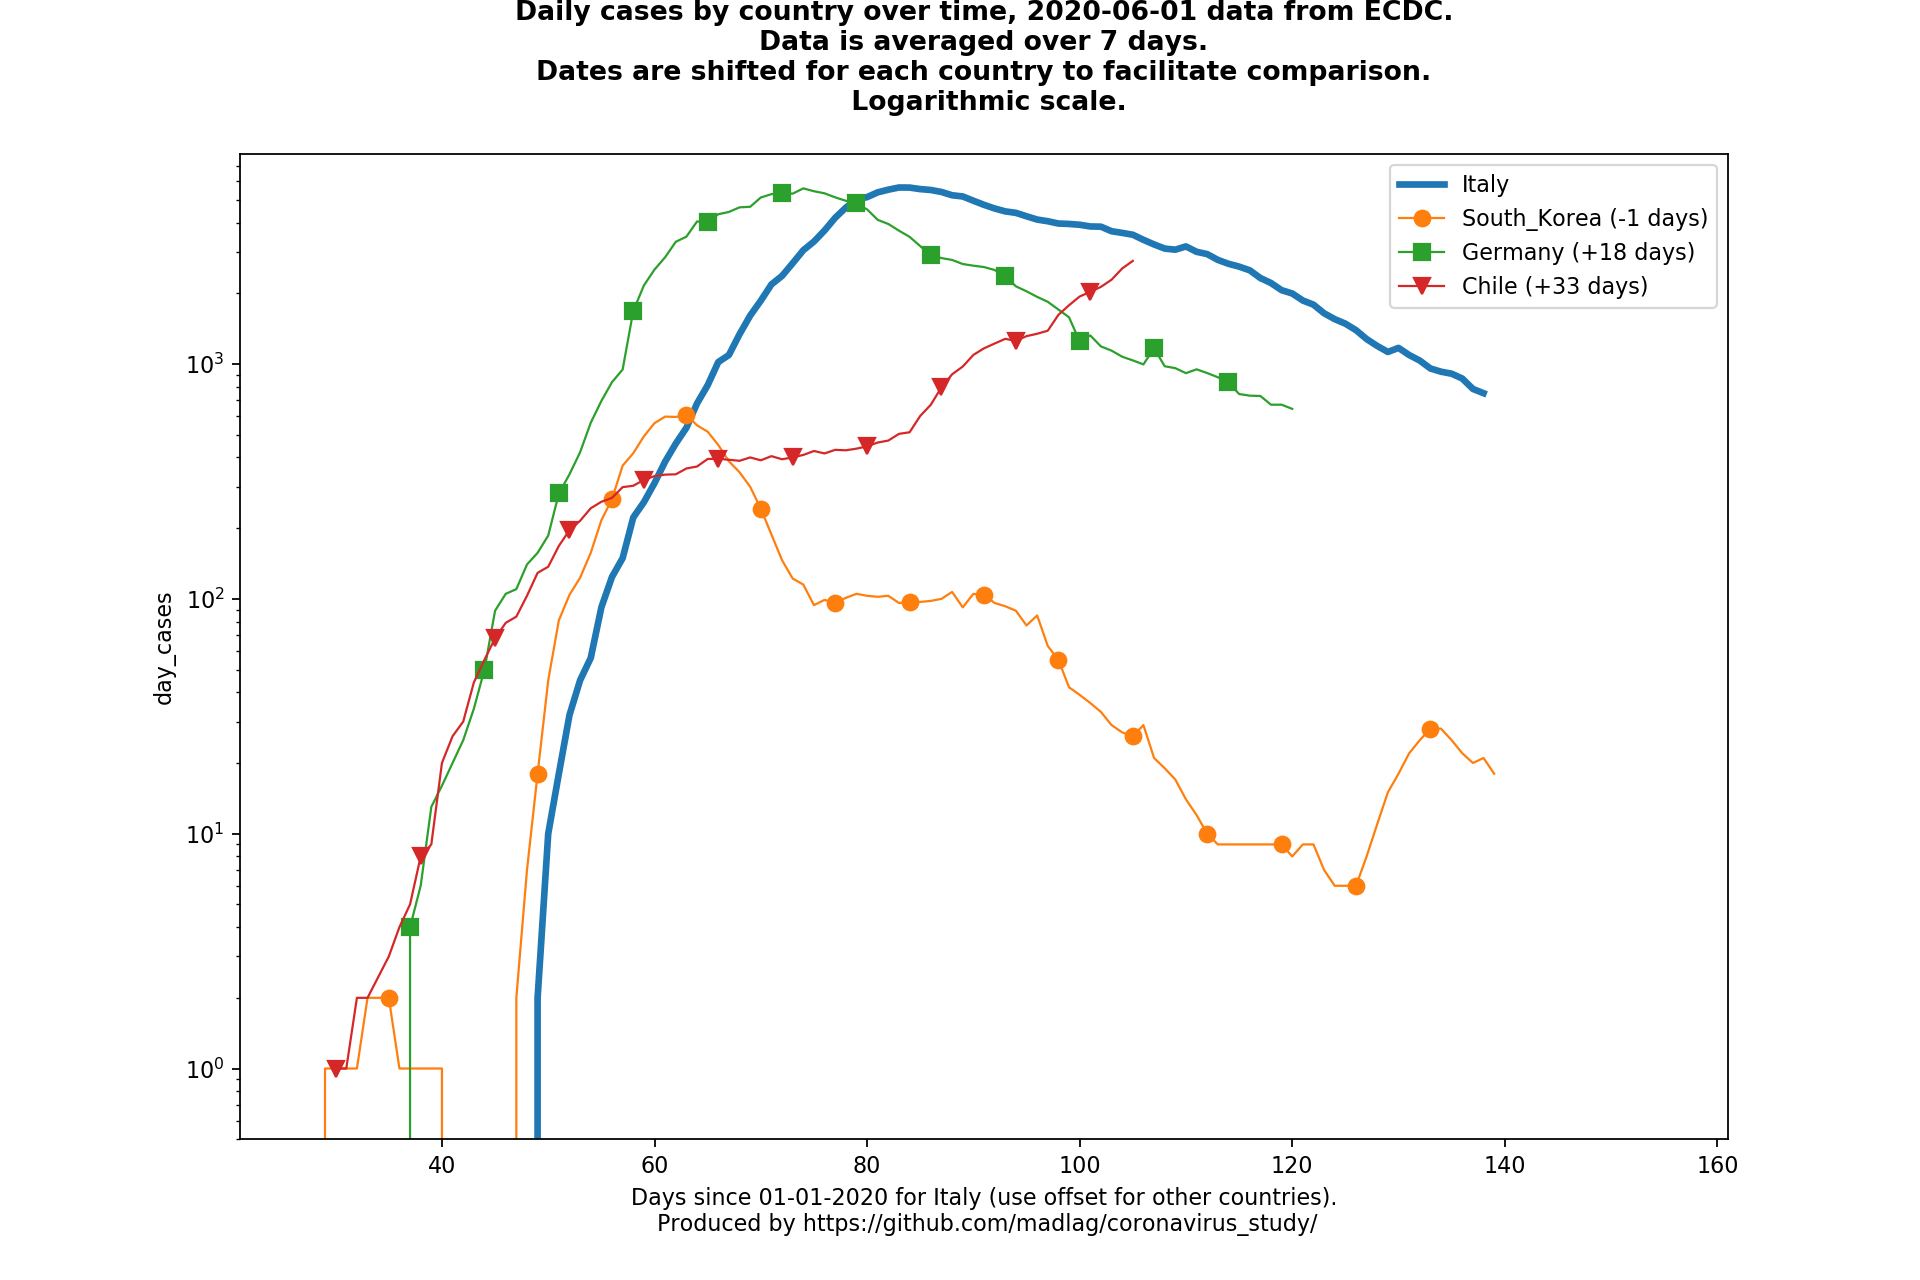 Daily cases by country over time, 2020-06-01 data from ECDC.
Data is averaged over 7 days.
Dates are shifted for each country to facilitate comparison.
Logarithmic scale.
Italy
South_Korea (-1 days)
Germany (+18 days)
Chile (+33 days)
10³
10²
10¹
10⁰
day_cases
40 60 80 100 120 140 160
Days since 01-01-2020 for Italy (use offset for other countries).
Produced by https://github.com/madlag/coronavirus_study/